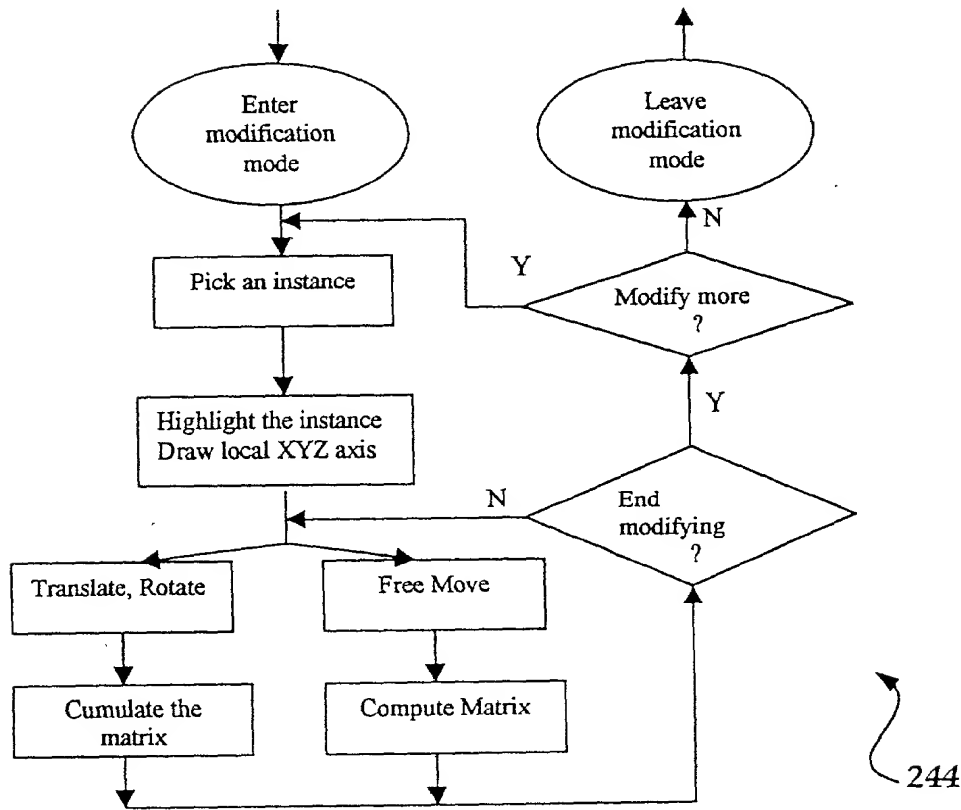 Enter
modification
mode
Leave
modification
mode
N
Y
Pick an instance
Modify more
?
Y
Highlight the instance
Draw local XYZ axis
N
End
modifying
?
Translate, Rotate
Free Move
Cumulate the
matrix
Compute Matrix
244